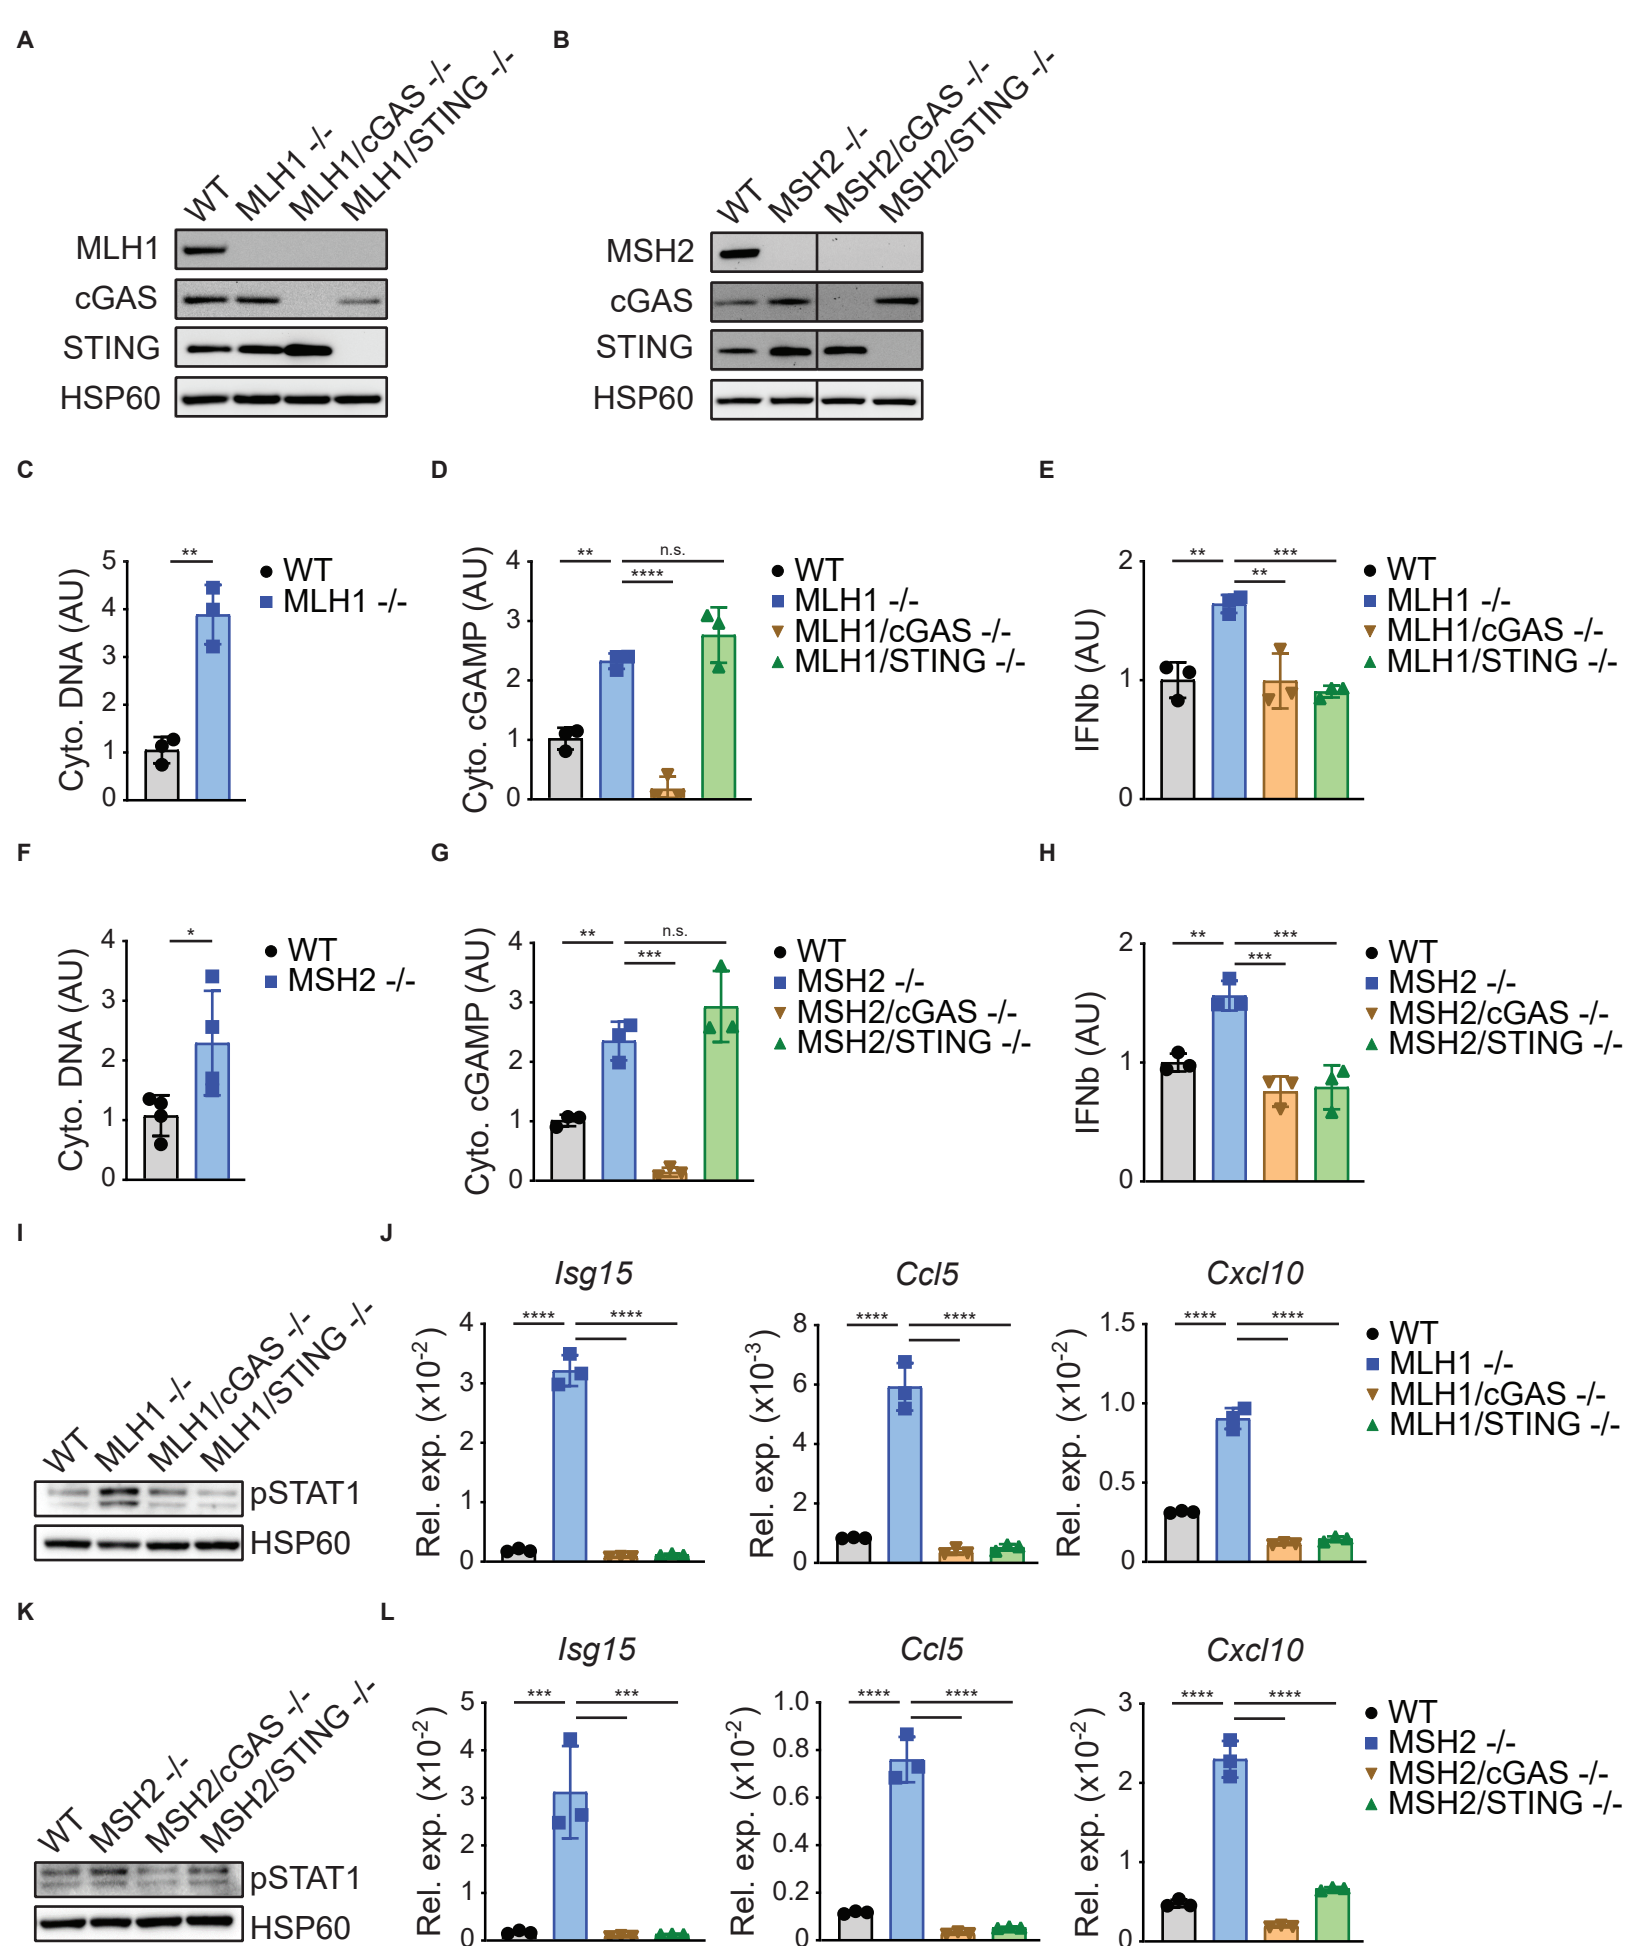 A
B
WT
MLH1 -/-
MLH1/cGAS -/-
MLH1/STING -/-
MLH1
cGAS
STING
HSP60
WT
MSH2 -/-
MSH2/cGAS -/-
MSH2/STING -/-
MSH2
cGAS
STING
HSP60
C
Cyto. DNA (AU)
5
4
3
2
1
0
**
WT
MLH1 -/-
D
Cyto. cGAMP (AU)
4
3
2
1
0
**
n.s.
****
WT
MLH1 -/-
MLH1/cGAS -/-
MLH1/STING -/-
E
IFNb (AU)
2
1
0
**
***
**
WT
MLH1 -/-
MLH1/cGAS -/-
MLH1/STING -/-
F
Cyto. DNA (AU)
4
3
2
1
0
*
WT
MSH2 -/-
G
Cyto. cGAMP (AU)
4
3
2
1
0
**
n.s.
***
WT
MSH2 -/-
MSH2/cGAS -/-
MSH2/STING -/-
H
IFNb (AU)
2
1
0
**
***
***
WT
MSH2 -/-
MSH2/cGAS -/-
MSH2/STING -/-
I
WT
MLH1 -/-
MLH1/cGAS -/-
MLH1/STING -/-
pSTAT1
HSP60
J
Isg15
Rel. exp. (x10-2)
4
3
2
1
0
****
****
Ccl5
Rel. exp. (x10-3)
8
6
4
2
0
****
****
Cxcl10
Rel. exp. (x10-2)
1.5
1.0
0.5
0
****
****
WT
MLH1 -/-
MLH1/cGAS -/-
MLH1/STING -/-
K
WT
MSH2 -/-
MSH2/cGAS -/-
MSH2/STING -/-
pSTAT1
HSP60
L
Isg15
Rel. exp. (x10-2)
5
4
3
2
1
0
***
***
Ccl5
Rel. exp. (x10-2)
1.0
0.8
0.6
0.4
0.2
0
****
****
Cxcl10
Rel. exp. (x10-2)
3
2
1
0
****
****
WT
MSH2 -/-
MSH2/cGAS -/-
MSH2/STING -/-